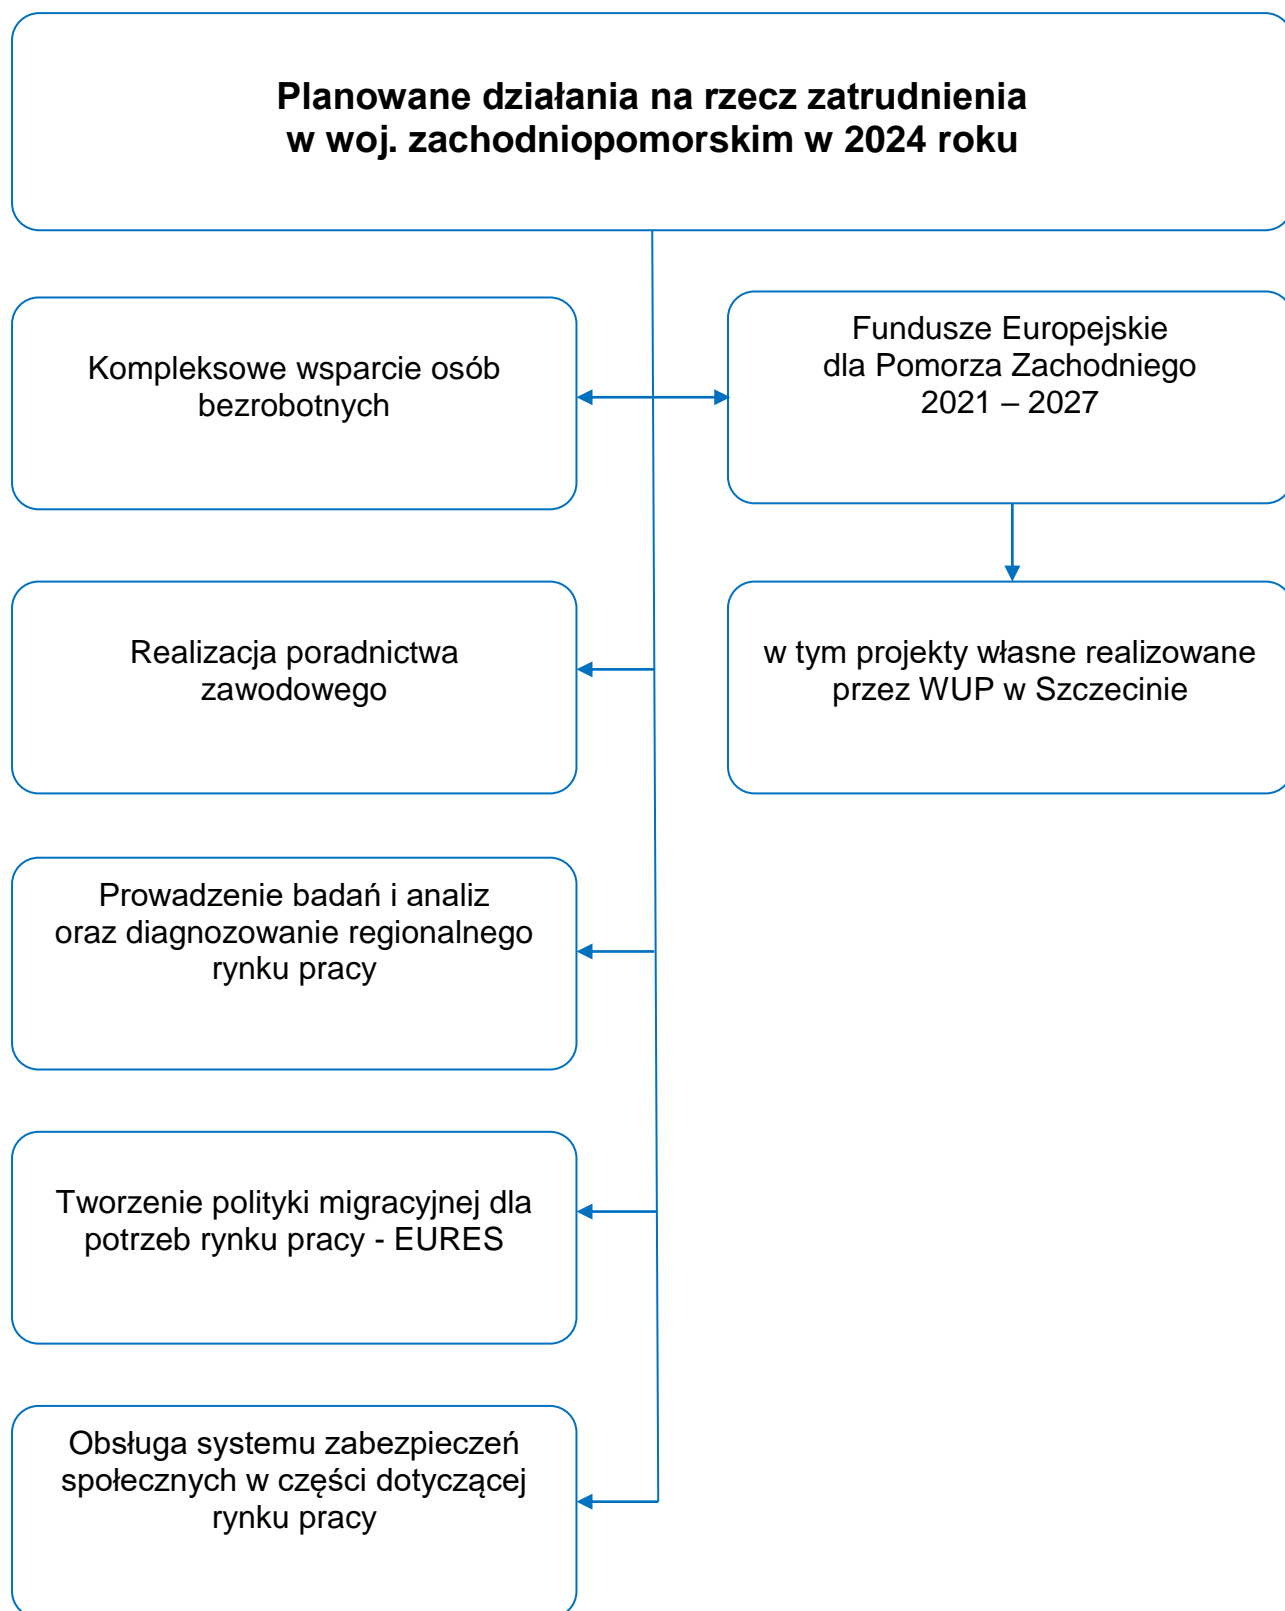 Planowane działania na rzecz zatrudnienia
w woj. zachodniopomorskim w 2024 roku
Kompleksowe wsparcie osób
bezrobotnych
Fundusze Europejskie
dla Pomorza Zachodniego
2021 – 2027
Realizacja poradnictwa
zawodowego
w tym projekty własne realizowane
przez WUP w Szczecinie
Prowadzenie badań i analiz
oraz diagnozowanie regionalnego
rynku pracy
Tworzenie polityki migracyjnej dla
potrzeb rynku pracy - EURES
Obsługa systemu zabezpieczeń
społecznych w części dotyczącej
rynku pracy